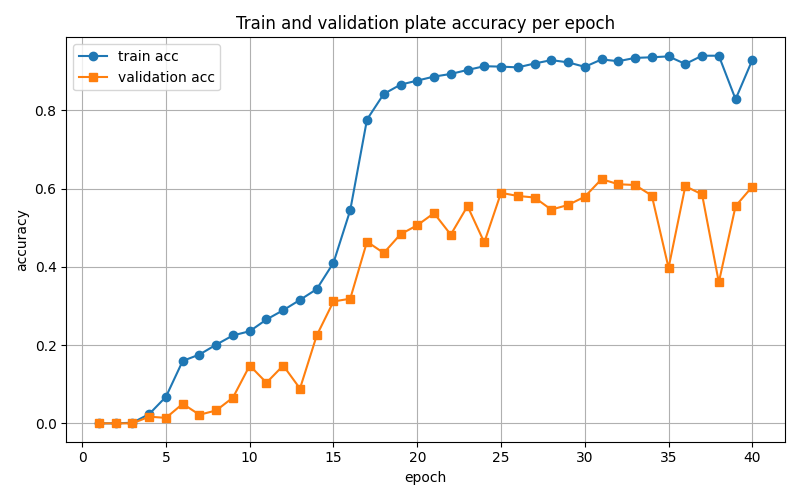 Train and validation plate accuracy per epoch
train acc
validation acc
accuracy
0.8
0.6
0.4
0.2
0.0
0 5 10 15 20 25 30 35 40
epoch